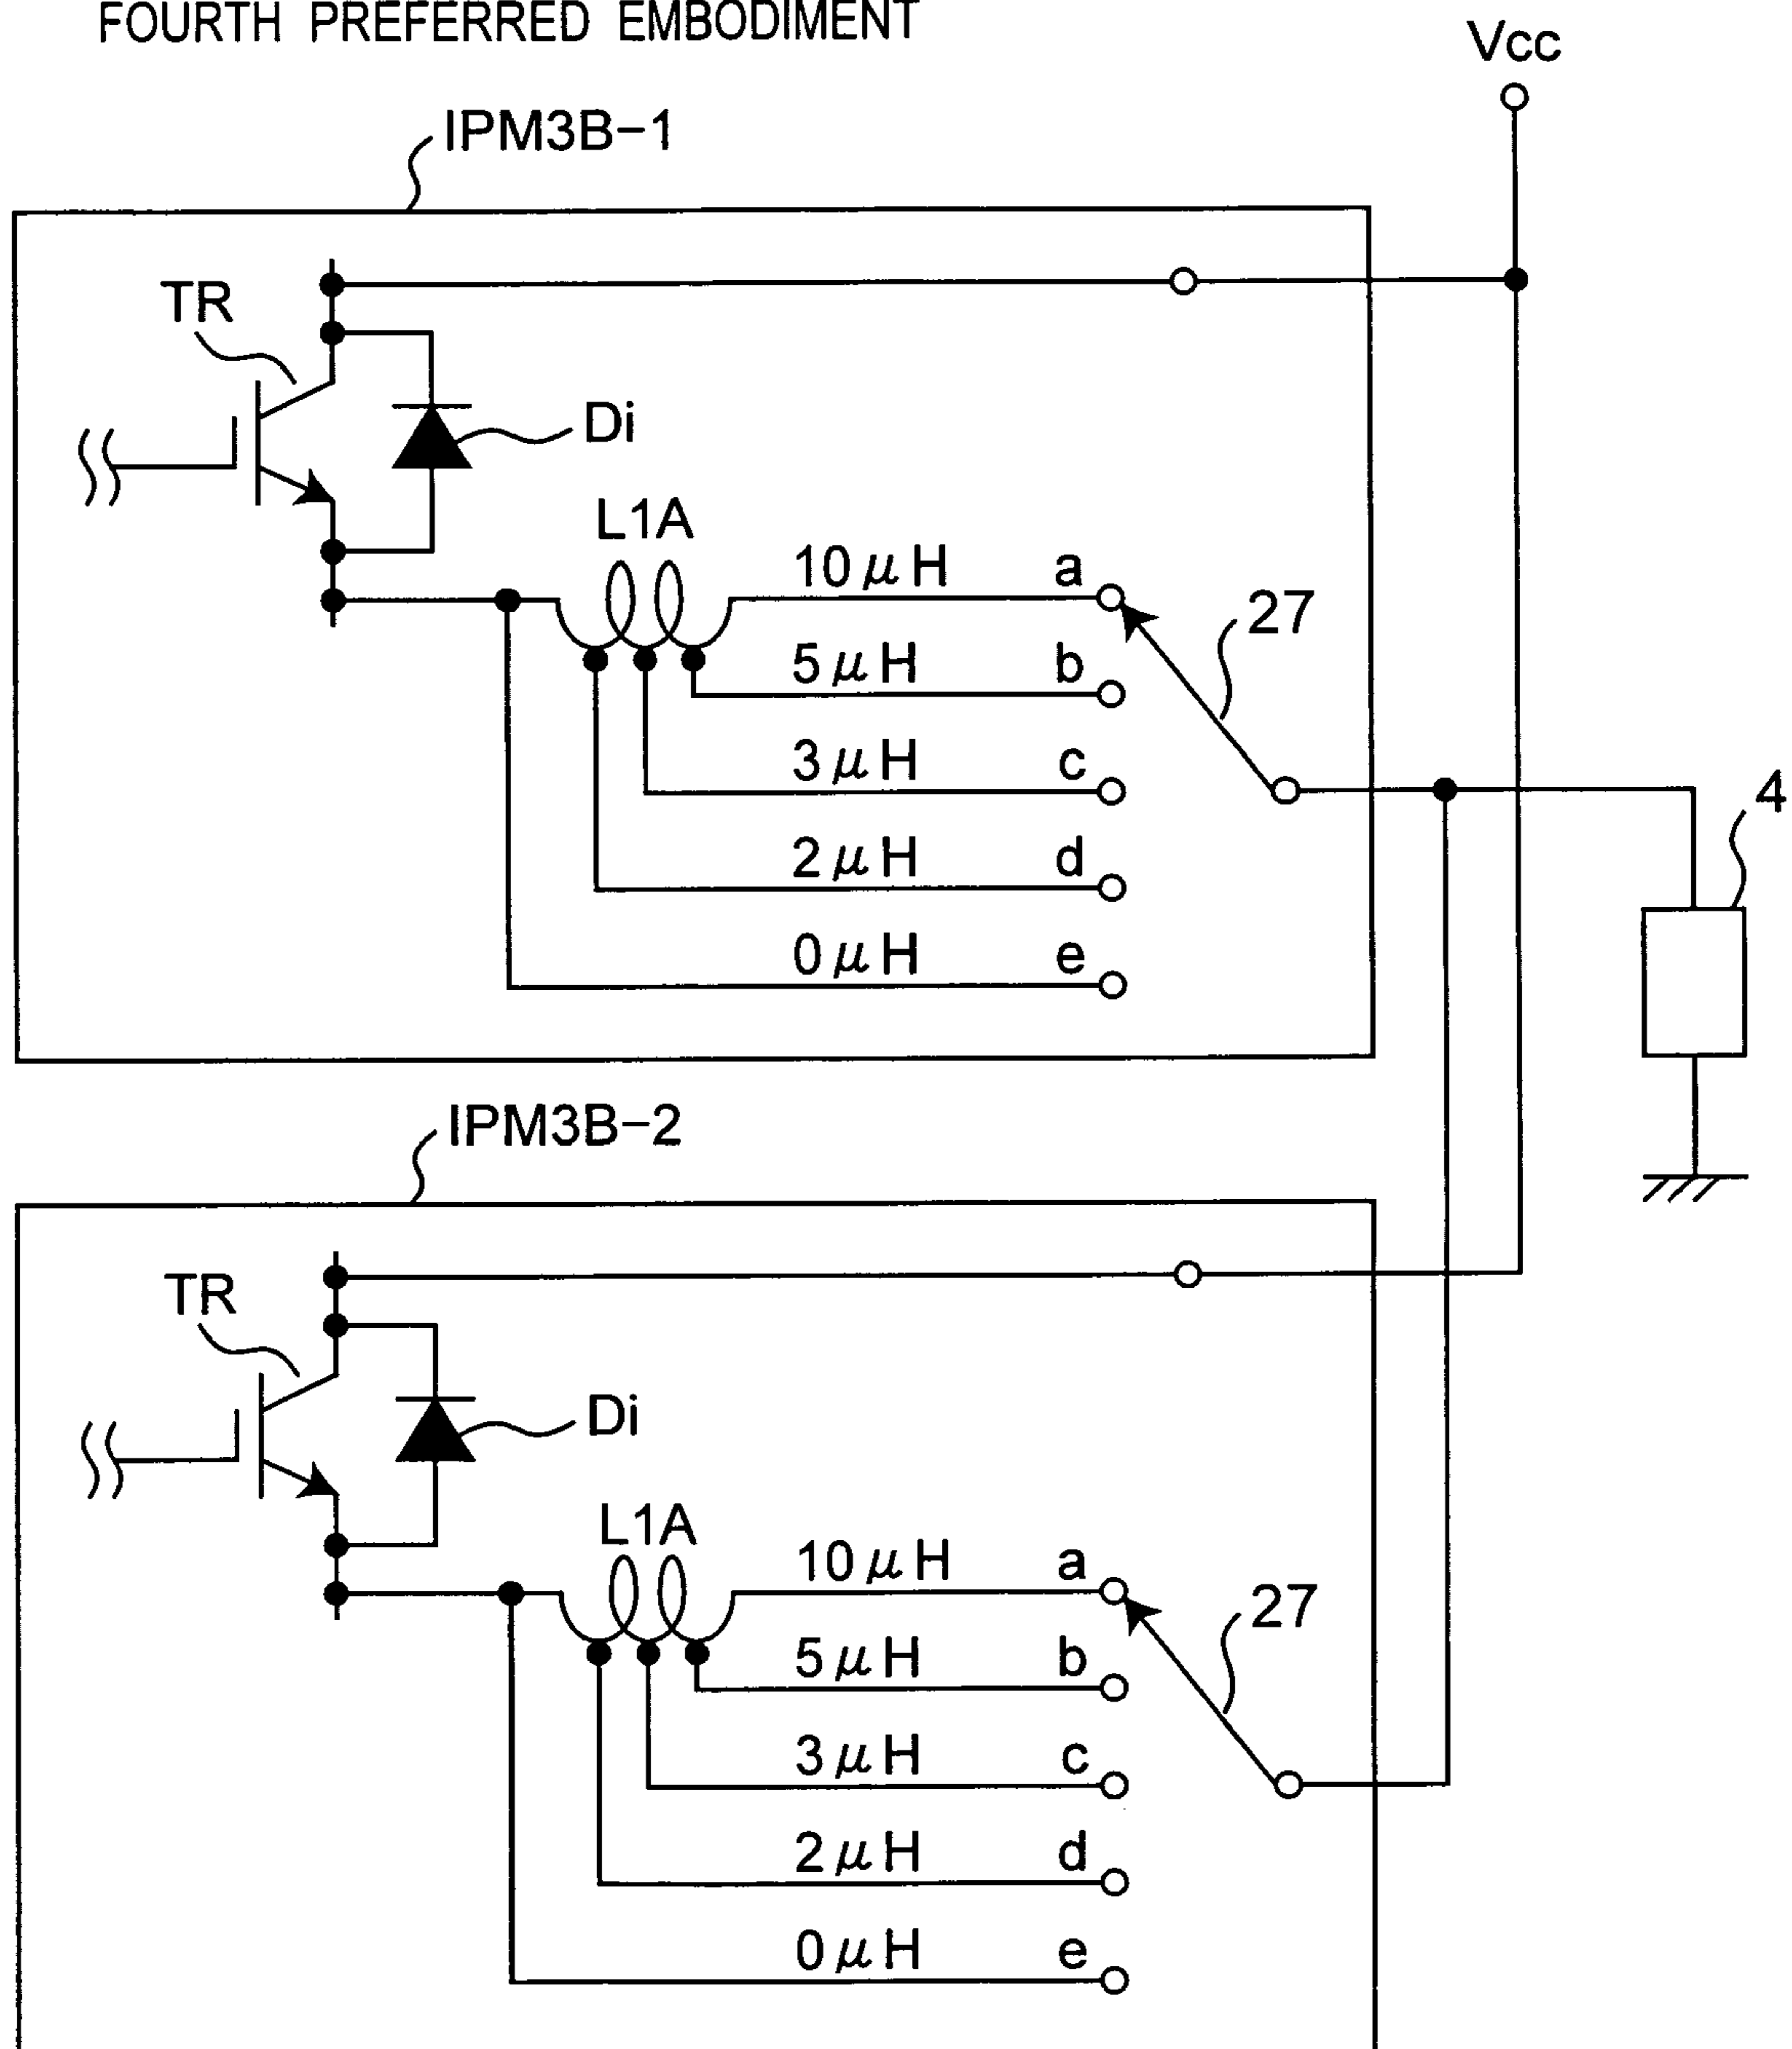 FOURTH PREFERRED EMBODIMENT
Vcc
IPM3B-1
TR
Di
L1A
10μH a
27
5μH b
3μH c
4
2μH d
0μH e
IPM3B-2
TR
Di
L1A
10μH a
27
5μH b
3μH c
2μH d
0μH e